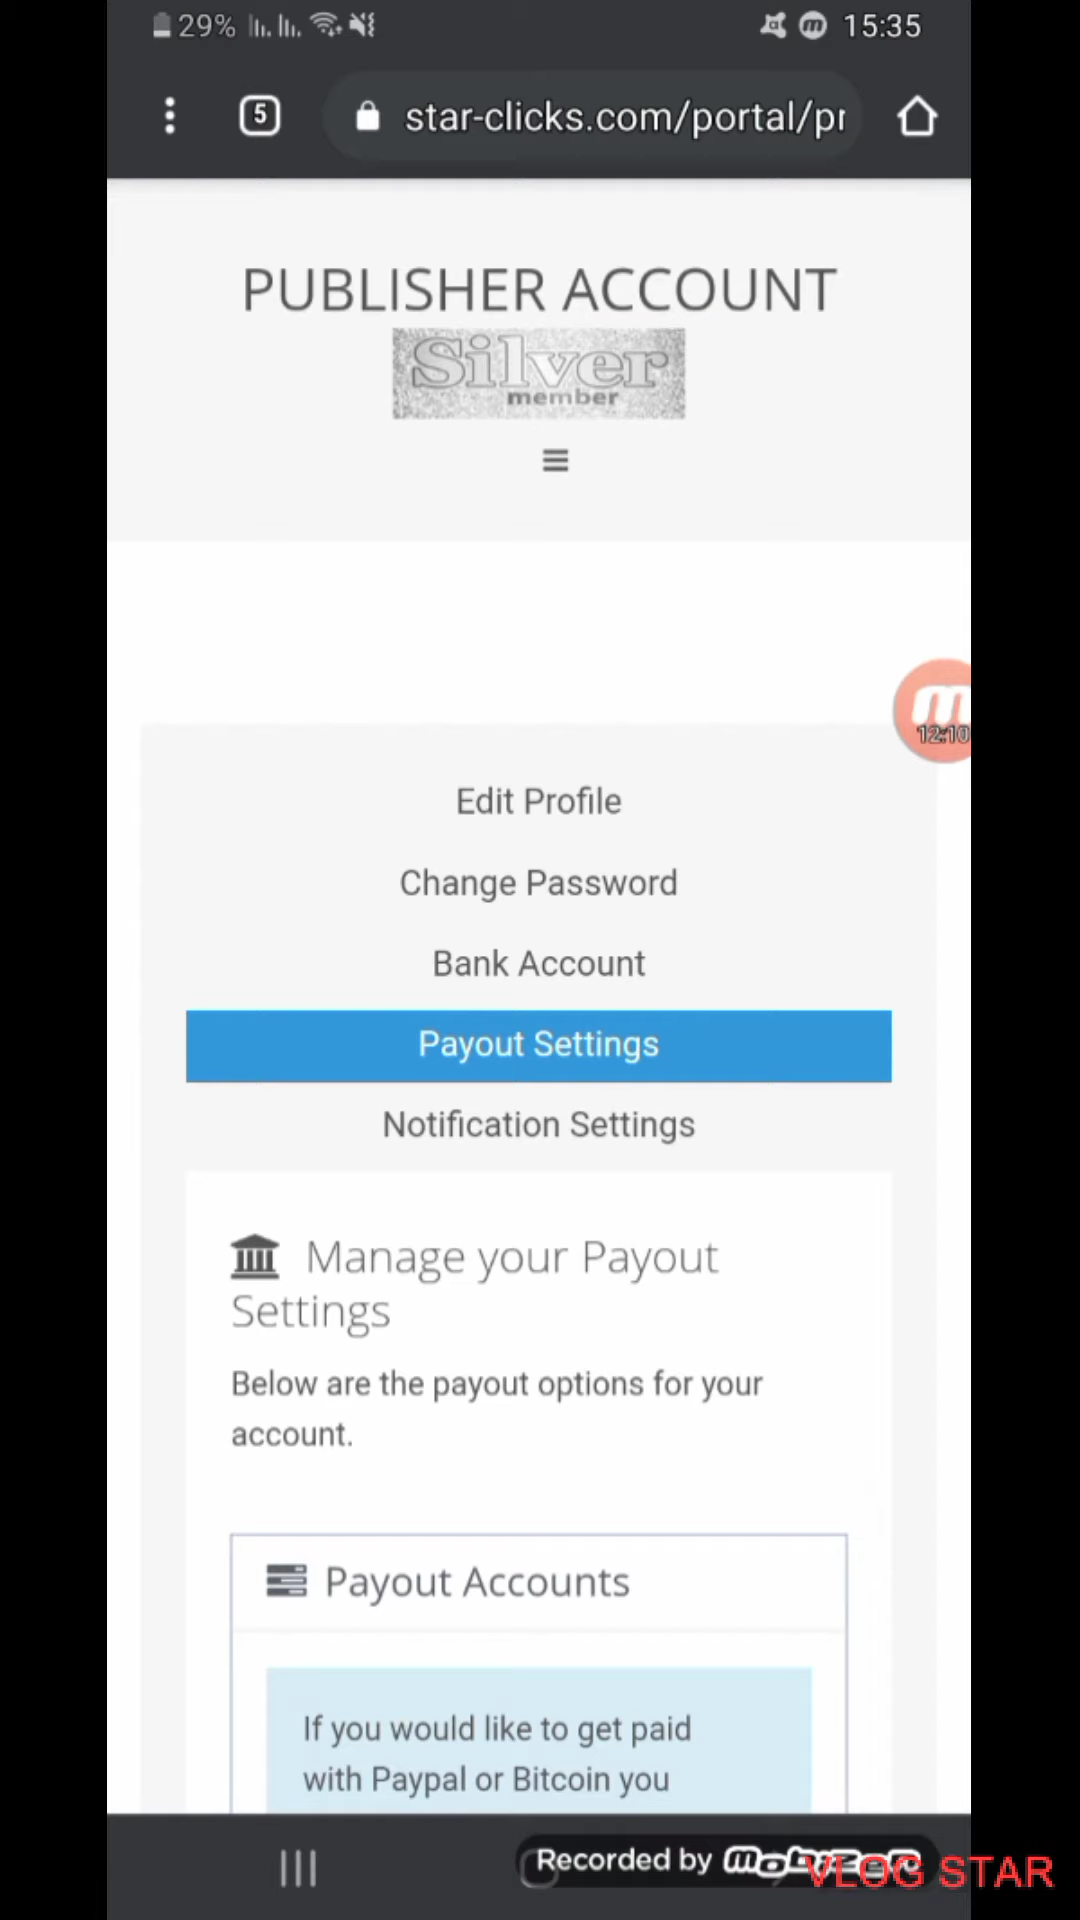 29% 15:35
5 star-clicks.com/portal/pr
PUBLISHER ACCOUNT
Silver
member
12:10
Edit Profile
Change Password
Bank Account
Payout Settings
Notification Settings
Manage your Payout
Settings
Below are the payout options for your
account.
Payout Accounts
If you would like to get paid
with Paypal or Bitcoin you
Recorded by MOBIZEN
VLOG STAR